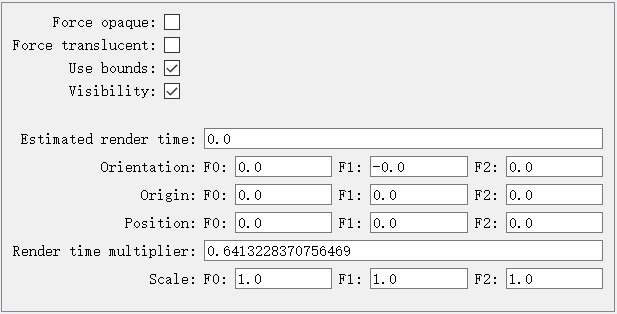 Force opaque:
Force translucent:
Use bounds:
Visibility:
Estimated render time: 0.0
Orientation: F0: 0.0 F1: -0.0 F2: 0.0
Origin: F0: 0.0 F1: 0.0 F2: 0.0
Position: F0: 0.0 F1: 0.0 F2: 0.0
Render time multiplier: 0.6413228370756469
Scale: F0: 1.0 F1: 1.0 F2: 1.0